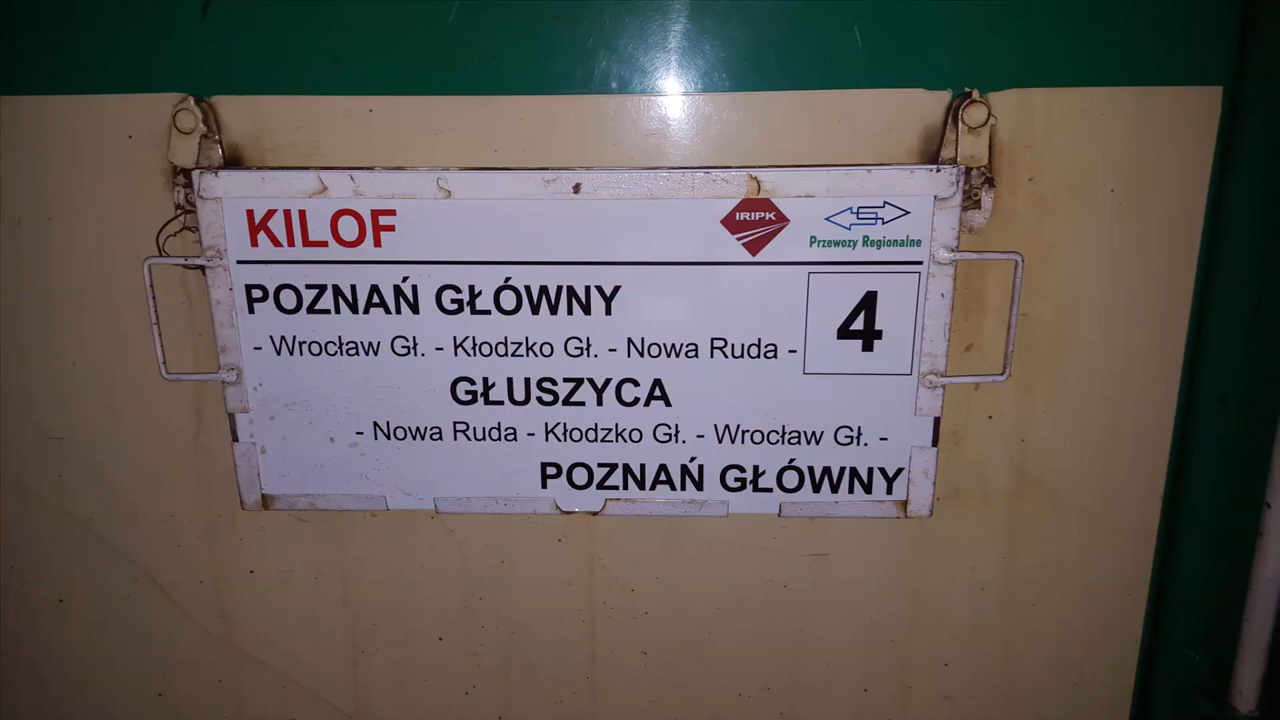 KILOF
IRIPK
Przewozy Regionalne
POZNAŃ GŁÓWNY
4
- Wrocław Gł. - Kłodzko Gł. - Nowa Ruda -
GŁUSZYCA
- Nowa Ruda - Kłodzko Gł. - Wrocław Gł. -
POZNAŃ GŁÓWNY